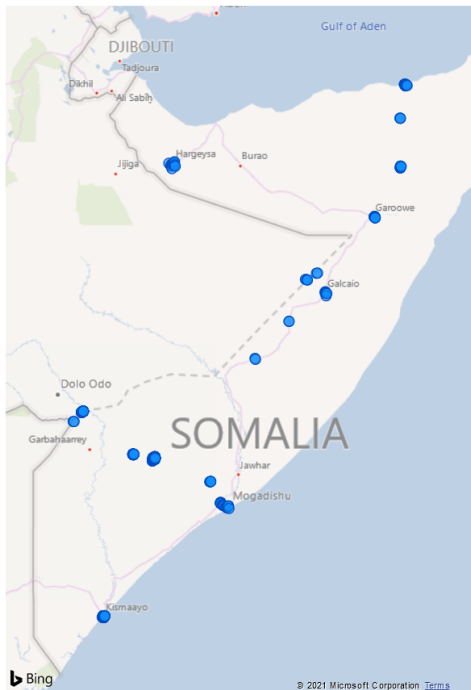 Gulf of Aden
DJIBOUTI
Tadjoura
Dikhil
Ali Sabih
Hargeysa
Burao
Jijiga
Garoowe
Galcaio
Dolo Odo
SOMALIA
Garbahaarrey
Jawhar
Mogadishu
Kismaayo
Bing
© 2021 Microsoft Corporation Terms